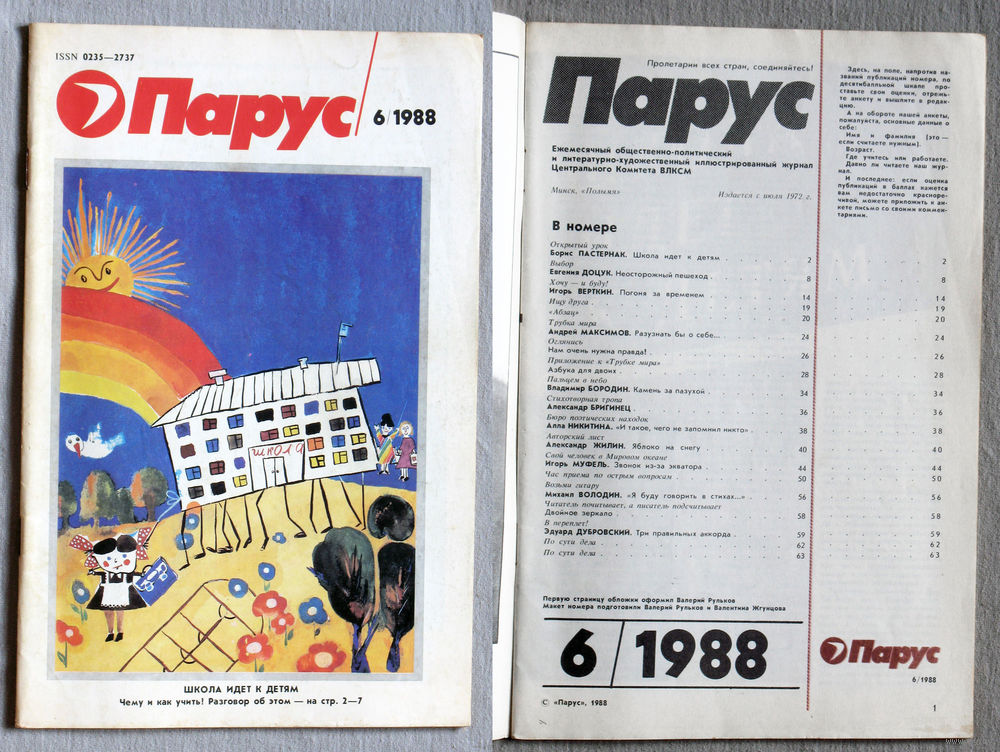 ISSN 0235—2737
Парус
6/1988
школа
ШКОЛА ИДЕТ К ДЕТЯМ
Чему и как учить! Разговор об этом — на стр. 2—7
Пролетарии всех стран, соединяйтесь!
Парус
Ежемесячный общественно-политический
и литературно-художественный иллюстрированный журнал
Центрального Комитета ВЛКСМ
Минск, «Полымя»
Издается с июля 1972 г.
В номере
Открытый урок
Борис ПАСТЕРНАК. Школа идет к детям 2
Выбор
Евгения ДОЦУК. Неосторожный пешеход 8
Хочу — и буду!
Игорь ВЕРТКИН. Погоня за временем 14
Ищу друга 19
«Абзац» 20
Трубка мира
Андрей МАКСИМОВ. Разузнать бы о себе... 24
Оглянись
Нам очень нужна правда! 26
Приложение к «Трубке мира»
Азбука для двоих 28
Пальцем в небо
Владимир БОРОДИН. Камень за пазухой 34
Стихотворная тропа
Александр БРИГИНЕЦ 36
Бюро поэтических находок
Алла НИКИТИНА. «И такое, чего не запомнил никто» 38
Авторский лист
Александр ЖИЛИН. Яблоко на снегу 40
Свой человек в Мировом океане
Игорь МУФЕЛЬ. Звонок из-за экватора 44
Час приема по острым вопросам 50
Возьми гитару
Михаил ВОЛОДИН. «Я буду говорить в стихах...» 56
Читатель почитывает, а писатель подсчитывает
Двойное зеркало 58
В переплет!
Эдуард ДУБРОВСКИЙ. Три правильных аккорда 59
По сути дела 62
По сути дела 63
Первую страницу обложки оформил Валерий Рульков
Макет номера подготовили Валерий Рульков и Валентина Жгунцова
6/1988
© «Парус», 1988
Здесь, на поле, напротив на-
званий публикаций номера, по
десятибалльной шкале про-
ставьте свои оценки, отрежь-
те анкету и вышлите в редак-
цию.
А на обороте нашей анкеты,
пожалуйста, основные данные о
себе:
Имя и фамилия (это —
если считаете нужным).
Возраст.
Где учитесь или работаете.
Давно ли читаете наш жур-
нал.
И последнее: если оценка
публикаций в баллах кажется
вам недостаточно красноре-
чивой, можете приложить к ан-
кете письмо со своими коммен-
тариями.
2
8
14
19
20
24
26
28
34
36
38
40
44
50
56
58
59
62
63
Парус
6/1988
1